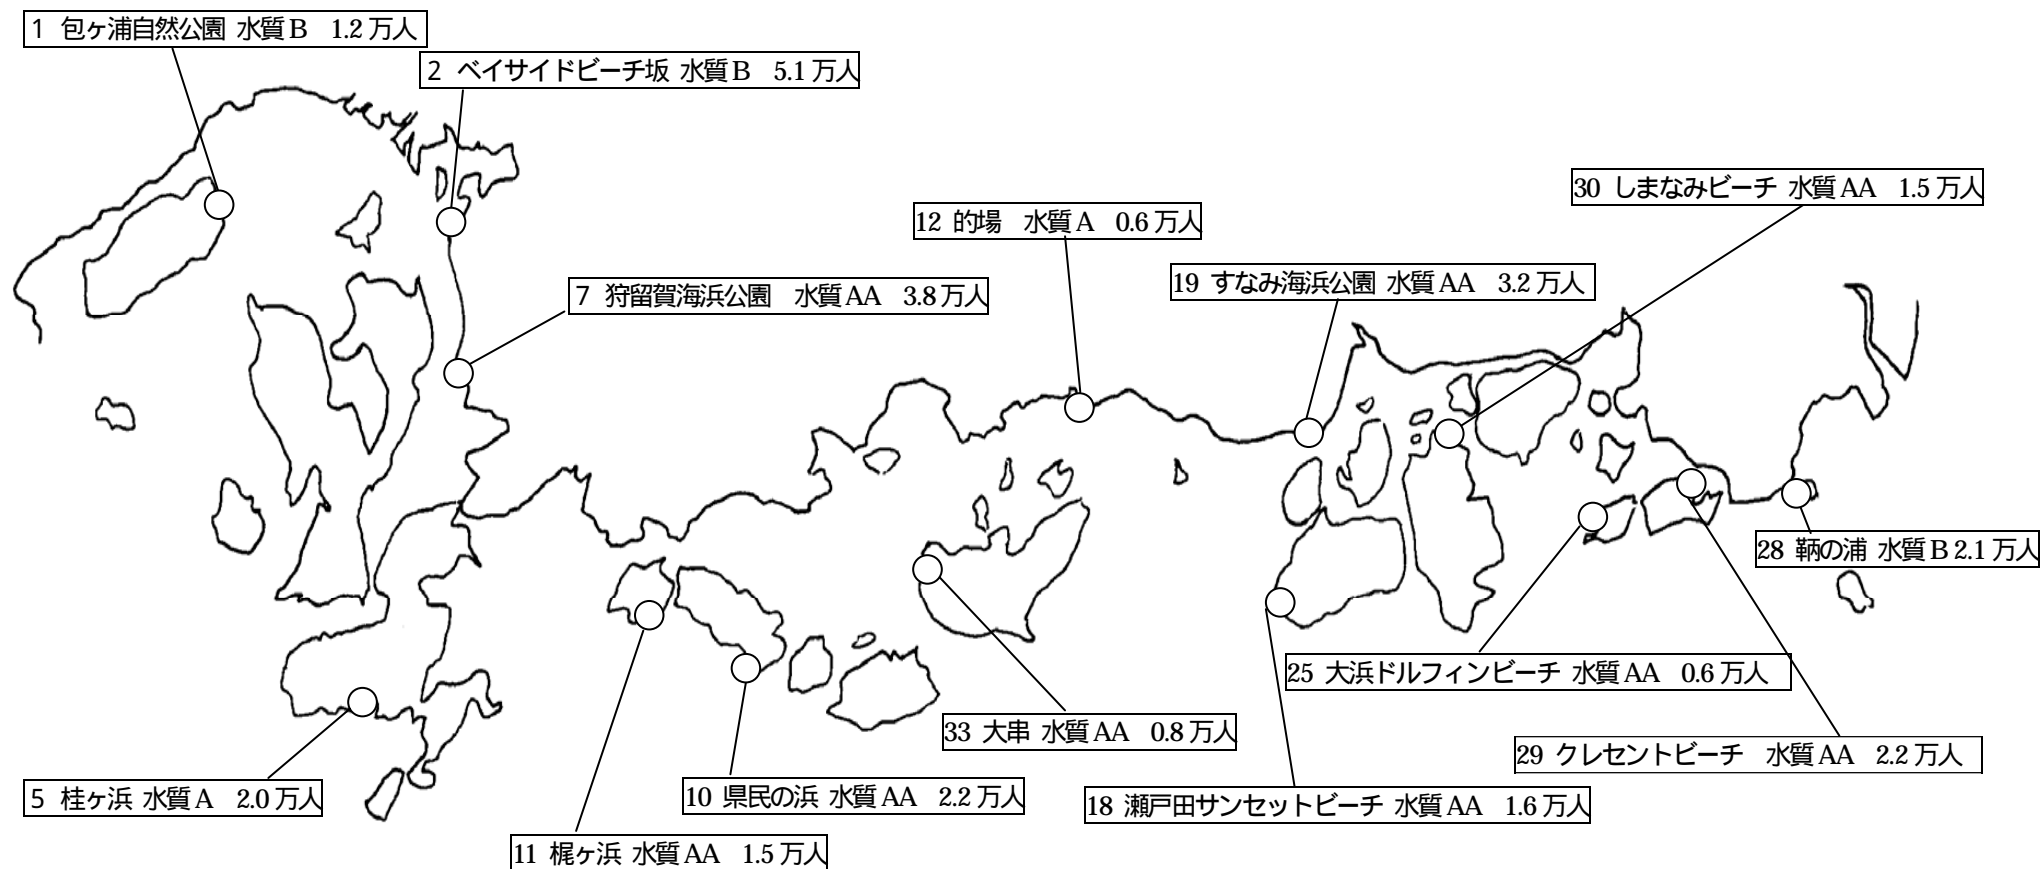 1 包ヶ浦自然公園 水質B 1.2万人
2 ベイサイドビーチ坂 水質B 5.1万人
30 しまなみビーチ 水質AA 1.5万人
12 的場 水質A 0.6万人
19 すなみ海浜公園 水質AA 3.2万人
7 狩留賀海浜公園 水質AA 3.8万人
28 鞆の浦 水質B 2.1万人
25 大浜ドルフィンビーチ 水質AA 0.6万人
33 大串 水質AA 0.8万人
29 クレセントビーチ 水質AA 2.2万人
5 桂ヶ浜 水質A 2.0万人
10 県民の浜 水質AA 2.2万人
18 瀬戸田サンセットビーチ 水質AA 1.6万人
11 梶ヶ浜 水質AA 1.5万人